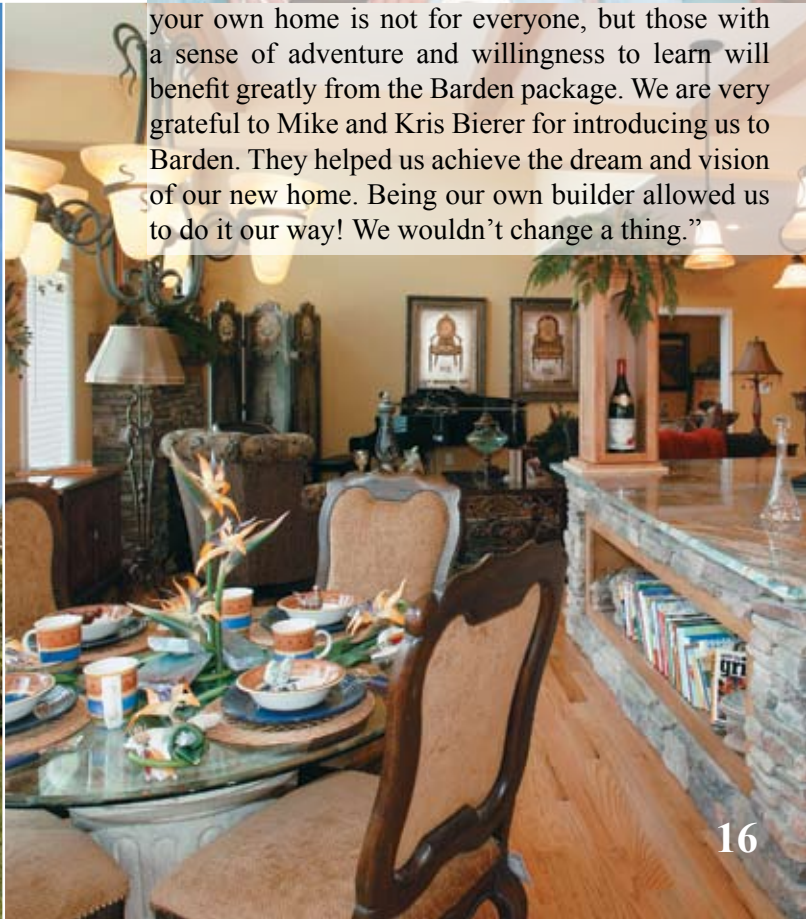 your own home is not for everyone, but those with
a sense of adventure and willingness to learn will
benefit greatly from the Barden package. We are very
grateful to Mike and Kris Bierer for introducing us to
Barden. They helped us achieve the dream and vision
of our new home. Being our own builder allowed us
to do it our way! We wouldn’t change a thing.”
gri
16